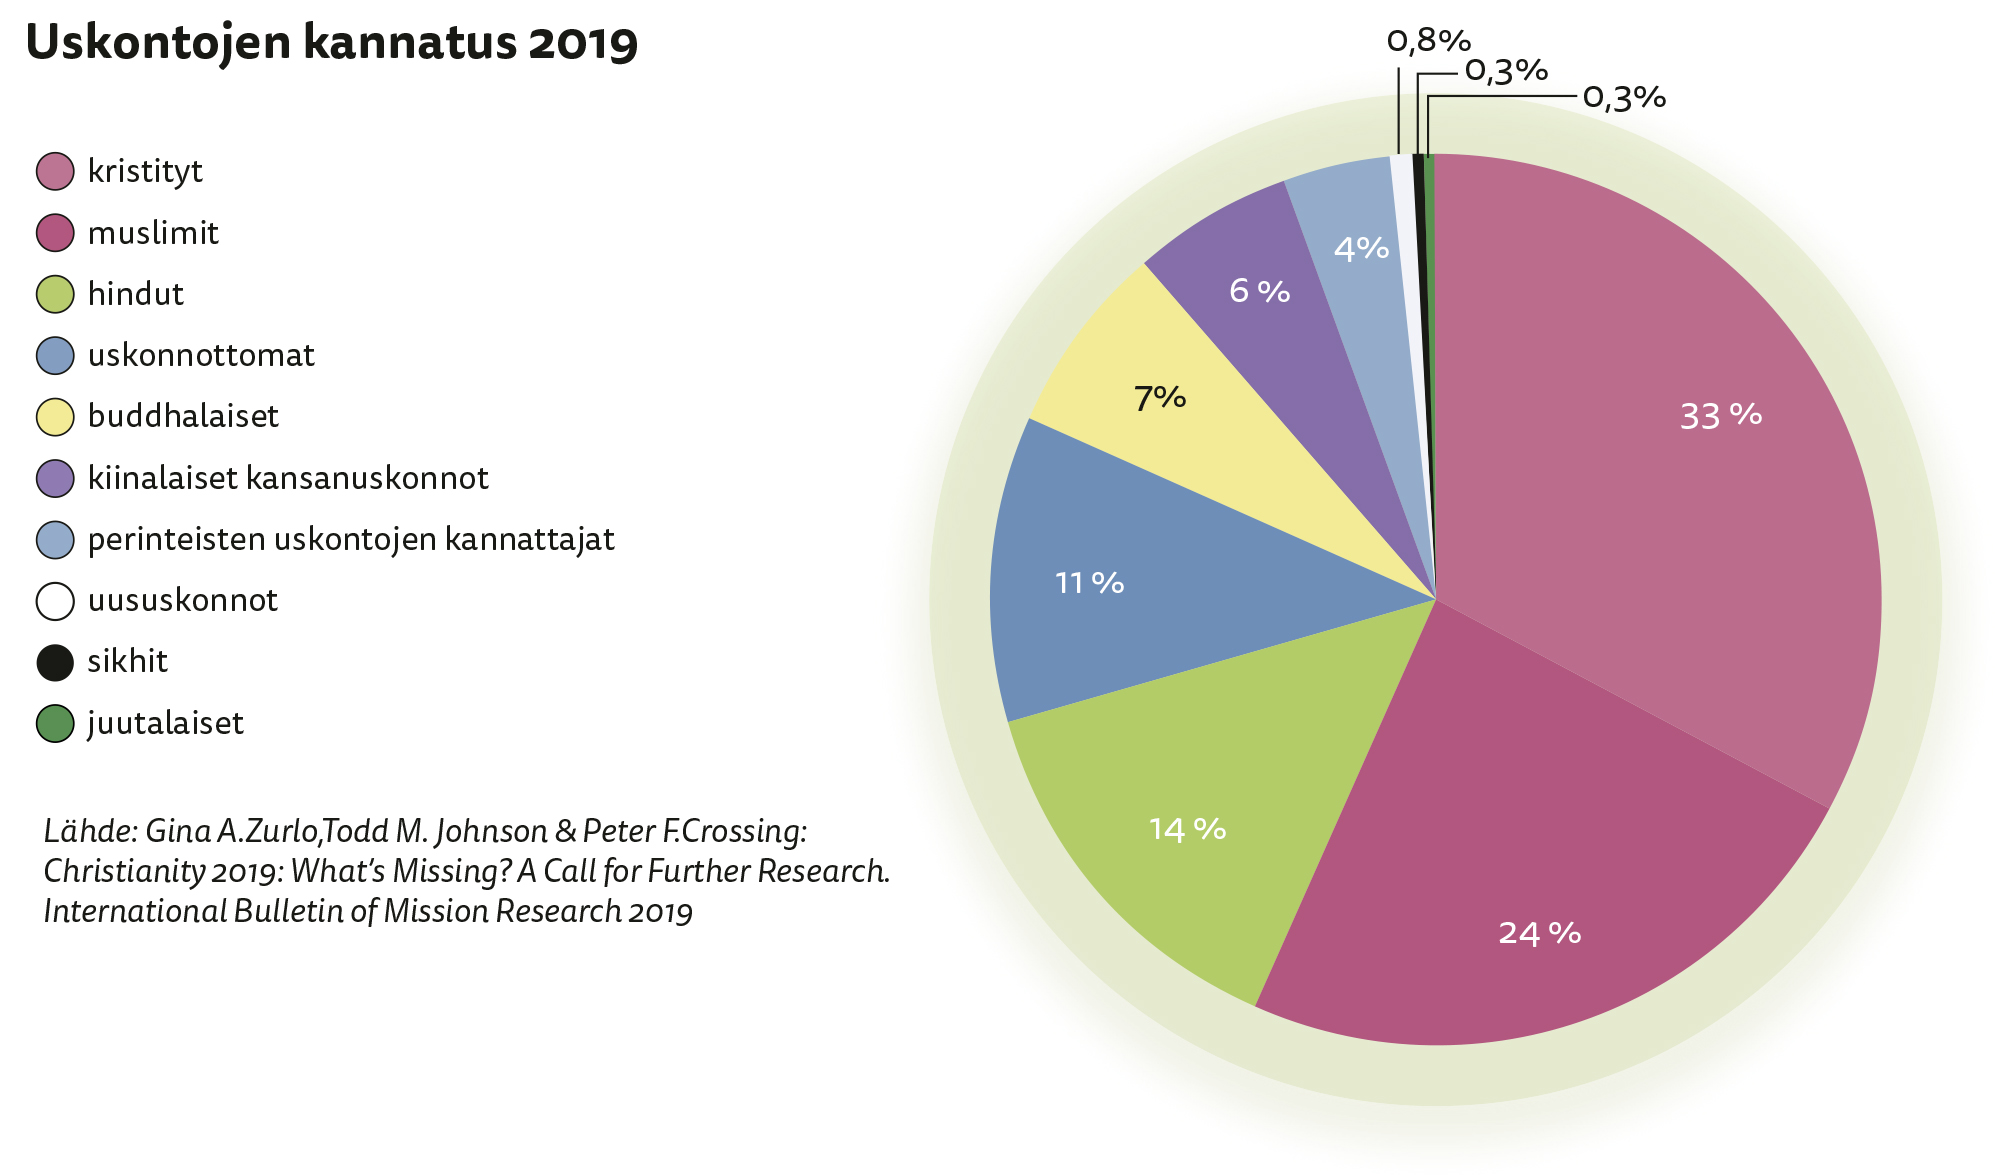 Uskontojen kannatus 2019
kristityt
muslimit
hindut
uskonnottomat
buddhalaiset
kiinalaiset kansanuskonnot
perinteisten uskontojen kannattajat
uususkonnot
sikhit
juutalaiset
Lähde: Gina A.Zurlo,Todd M. Johnson & Peter F.Crossing:
Christianity 2019: What's Missing? A Call for Further Research.
International Bulletin of Mission Research 2019
0,8%
0,3%
0,3%
4%
6 %
33 %
7%
11 %
14 %
24 %